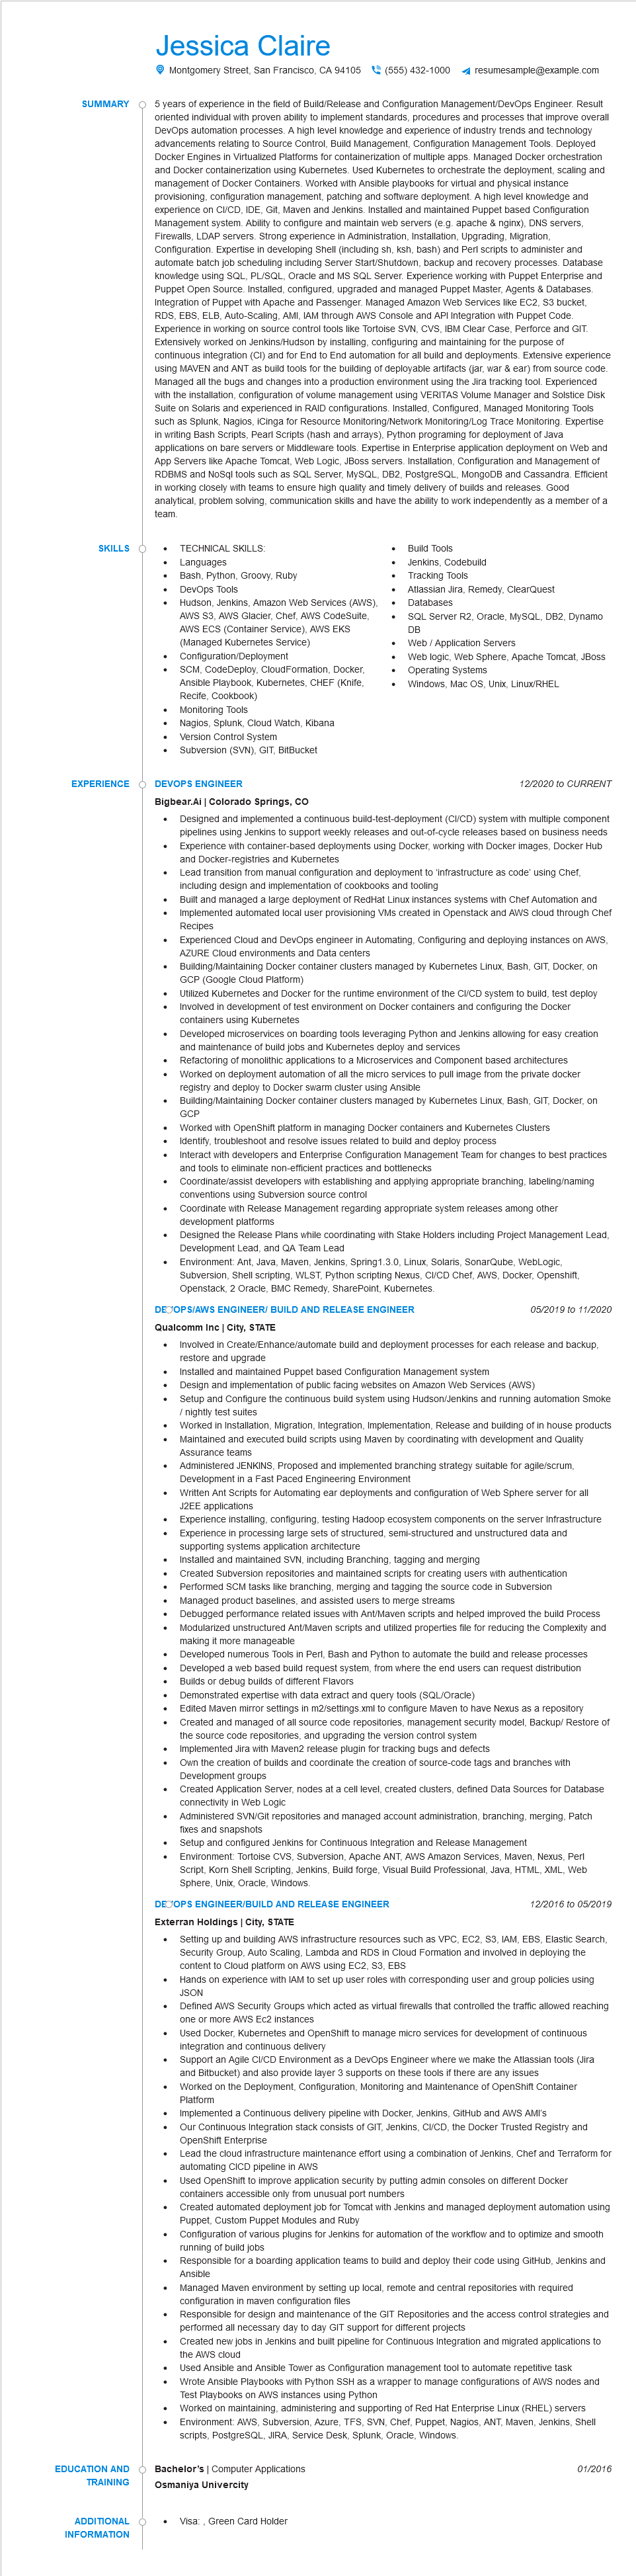 Jessica Claire
Montgomery Street, San Francisco, CA 94105 (555) 432-1000 resumesample@example.com
SUMMARY
5 years of experience in the field of Build/Release and Configuration Management/DevOps Engineer. Result
oriented individual with proven ability to implement standards, procedures and processes that improve overall
DevOps automation processes. A high level knowledge and experience of industry trends and technology
advancements relating to Source Control, Build Management, Configuration Management Tools. Deployed
Docker Engines in Virtualized Platforms for containerization of multiple apps. Managed Docker orchestration
and Docker containerization using Kubernetes. Used Kubernetes to orchestrate the deployment, scaling and
management of Docker Containers. Worked with Ansible playbooks for virtual and physical instance
provisioning, configuration management, patching and software deployment. A high level knowledge and
experience on CI/CD, IDE, Git, Maven and Jenkins. Installed and maintained Puppet based Configuration
Management system. Ability to configure and maintain web servers (e.g. apache & nginx), DNS servers,
Firewalls, LDAP servers. Strong experience in Administration, Installation, Upgrading, Migration,
Configuration. Expertise in developing Shell (including sh, ksh, bash) and Perl scripts to administer and
automate batch job scheduling including Server Start/Shutdown, backup and recovery processes. Database
knowledge using SQL, PL/SQL, Oracle and MS SQL Server. Experience working with Puppet Enterprise and
Puppet Open Source. Installed, configured, upgraded and managed Puppet Master, Agents & Databases.
Integration of Puppet with Apache and Passenger. Managed Amazon Web Services like EC2, S3 bucket,
RDS, EBS, ELB, Auto-Scaling, AMI, IAM through AWS Console and API Integration with Puppet Code.
Experience in working on source control tools like Tortoise SVN, CVS, IBM Clear Case, Perforce and GIT.
Extensively worked on Jenkins/Hudson by installing, configuring and maintaining for the purpose of
continuous integration (CI) and for End to End automation for all build and deployments. Extensive experience
using MAVEN and ANT as build tools for the building of deployable artifacts (jar, war & ear) from source code.
Managed all the bugs and changes into a production environment using the Jira tracking tool. Experienced
with the installation, configuration of volume management using VERITAS Volume Manager and Solstice Disk
Suite on Solaris and experienced in RAID configurations. Installed, Configured, Managed Monitoring Tools
such as Splunk, Nagios, iCinga for Resource Monitoring/Network Monitoring/Log Trace Monitoring. Expertise
in writing Bash Scripts, Pearl Scripts (hash and arrays), Python programing for deployment of Java
applications on bare servers or Middleware tools. Expertise in Enterprise application deployment on Web and
App Servers like Apache Tomcat, Web Logic, JBoss servers. Installation, Configuration and Management of
RDBMS and NoSql tools such as SQL Server, MySQL, DB2, PostgreSQL, MongoDB and Cassandra. Efficient
in working closely with teams to ensure high quality and timely delivery of builds and releases. Good
analytical, problem solving, communication skills and have the ability to work independently as a member of a
team.
SKILLS
• TECHNICAL SKILLS:
• Languages
• Bash, Python, Groovy, Ruby
• DevOps Tools
• Hudson, Jenkins, Amazon Web Services (AWS),
AWS S3, AWS Glacier, Chef, AWS CodeSuite,
AWS ECS (Container Service), AWS EKS
(Managed Kubernetes Service)
• Configuration/Deployment
• SCM, CodeDeploy, CloudFormation, Docker,
Ansible Playbook, Kubernetes, CHEF (Knife,
Recife, Cookbook)
• Monitoring Tools
• Nagios, Splunk, Cloud Watch, Kibana
• Version Control System
• Subversion (SVN), GIT, BitBucket
• Build Tools
• Jenkins, Codebuild
• Tracking Tools
• Atlassian Jira, Remedy, ClearQuest
• Databases
• SQL Server R2, Oracle, MySQL, DB2, Dynamo
DB
• Web / Application Servers
• Web logic, Web Sphere, Apache Tomcat, JBoss
• Operating Systems
• Windows, Mac OS, Unix, Linux/RHEL
EXPERIENCE
DEVOPS ENGINEER 12/2020 to CURRENT
Bigbear.Ai | Colorado Springs, CO
• Designed and implemented a continuous build-test-deployment (CI/CD) system with multiple component
pipelines using Jenkins to support weekly releases and out-of-cycle releases based on business needs
• Experience with container-based deployments using Docker, working with Docker images, Docker Hub
and Docker-registries and Kubernetes
• Lead transition from manual configuration and deployment to ‘infrastructure as code’ using Chef,
including design and implementation of cookbooks and tooling
• Built and managed a large deployment of RedHat Linux instances systems with Chef Automation and
• Implemented automated local user provisioning VMs created in Openstack and AWS cloud through Chef
Recipes
• Experienced Cloud and DevOps engineer in Automating, Configuring and deploying instances on AWS,
AZURE Cloud environments and Data centers
• Building/Maintaining Docker container clusters managed by Kubernetes Linux, Bash, GIT, Docker, on
GCP (Google Cloud Platform)
• Utilized Kubernetes and Docker for the runtime environment of the CI/CD system to build, test deploy
• Involved in development of test environment on Docker containers and configuring the Docker
containers using Kubernetes
• Developed microservices on boarding tools leveraging Python and Jenkins allowing for easy creation
and maintenance of build jobs and Kubernetes deploy and services
• Refactoring of monolithic applications to a Microservices and Component based architectures
• Worked on deployment automation of all the micro services to pull image from the private docker
registry and deploy to Docker swarm cluster using Ansible
• Building/Maintaining Docker container clusters managed by Kubernetes Linux, Bash, GIT, Docker, on
GCP
• Worked with OpenShift platform in managing Docker containers and Kubernetes Clusters
• Identify, troubleshoot and resolve issues related to build and deploy process
• Interact with developers and Enterprise Configuration Management Team for changes to best practices
and tools to eliminate non-efficient practices and bottlenecks
• Coordinate/assist developers with establishing and applying appropriate branching, labeling/naming
conventions using Subversion source control
• Coordinate with Release Management regarding appropriate system releases among other
development platforms
• Designed the Release Plans while coordinating with Stake Holders including Project Management Lead,
Development Lead, and QA Team Lead
• Environment: Ant, Java, Maven, Jenkins, Spring1.3.0, Linux, Solaris, SonarQube, WebLogic,
Subversion, Shell scripting, WLST, Python scripting Nexus, CI/CD Chef, AWS, Docker, Openshift,
Openstack, 2 Oracle, BMC Remedy, SharePoint, Kubernetes.
DEVOPS/AWS ENGINEER/ BUILD AND RELEASE ENGINEER 05/2019 to 11/2020
Qualcomm Inc | City, STATE
• Involved in Create/Enhance/automate build and deployment processes for each release and backup,
restore and upgrade
• Installed and maintained Puppet based Configuration Management system
• Design and implementation of public facing websites on Amazon Web Services (AWS)
• Setup and Configure the continuous build system using Hudson/Jenkins and running automation Smoke
/ nightly test suites
• Worked in Installation, Migration, Integration, Implementation, Release and building of in house products
• Maintained and executed build scripts using Maven by coordinating with development and Quality
Assurance teams
• Administered JENKINS, Proposed and implemented branching strategy suitable for agile/scrum,
Development in a Fast Paced Engineering Environment
• Written Ant Scripts for Automating ear deployments and configuration of Web Sphere server for all
J2EE applications
• Experience installing, configuring, testing Hadoop ecosystem components on the server Infrastructure
• Experience in processing large sets of structured, semi-structured and unstructured data and
supporting systems application architecture
• Installed and maintained SVN, including Branching, tagging and merging
• Created Subversion repositories and maintained scripts for creating users with authentication
• Performed SCM tasks like branching, merging and tagging the source code in Subversion
• Managed product baselines, and assisted users to merge streams
• Debugged performance related issues with Ant/Maven scripts and helped improved the build Process
• Modularized unstructured Ant/Maven scripts and utilized properties file for reducing the Complexity and
making it more manageable
• Developed numerous Tools in Perl, Bash and Python to automate the build and release processes
• Developed a web based build request system, from where the end users can request distribution
• Builds or debug builds of different Flavors
• Demonstrated expertise with data extract and query tools (SQL/Oracle)
• Edited Maven mirror settings in m2/settings.xml to configure Maven to have Nexus as a repository
• Created and managed of all source code repositories, management security model, Backup/ Restore of
the source code repositories, and upgrading the version control system
• Implemented Jira with Maven2 release plugin for tracking bugs and defects
• Own the creation of builds and coordinate the creation of source-code tags and branches with
Development groups
• Created Application Server, nodes at a cell level, created clusters, defined Data Sources for Database
connectivity in Web Logic
• Administered SVN/Git repositories and managed account administration, branching, merging, Patch
fixes and snapshots
• Setup and configured Jenkins for Continuous Integration and Release Management
• Environment: Tortoise CVS, Subversion, Apache ANT, AWS Amazon Services, Maven, Nexus, Perl
Script, Korn Shell Scripting, Jenkins, Build forge, Visual Build Professional, Java, HTML, XML, Web
Sphere, Unix, Oracle, Windows.
DEVOPS ENGINEER/BUILD AND RELEASE ENGINEER 12/2016 to 05/2019
Exterran Holdings | City, STATE
• Setting up and building AWS infrastructure resources such as VPC, EC2, S3, IAM, EBS, Elastic Search,
Security Group, Auto Scaling, Lambda and RDS in Cloud Formation and involved in deploying the
content to Cloud platform on AWS using EC2, S3, EBS
• Hands on experience with IAM to set up user roles with corresponding user and group policies using
JSON
• Defined AWS Security Groups which acted as virtual firewalls that controlled the traffic allowed reaching
one or more AWS Ec2 instances
• Used Docker, Kubernetes and OpenShift to manage micro services for development of continuous
integration and continuous delivery
• Support an Agile CI/CD Environment as a DevOps Engineer where we make the Atlassian tools (Jira
and Bitbucket) and also provide layer 3 supports on these tools if there are any issues
• Worked on the Deployment, Configuration, Monitoring and Maintenance of OpenShift Container
Platform
• Implemented a Continuous delivery pipeline with Docker, Jenkins, GitHub and AWS AMI’s
• Our Continuous Integration stack consists of GIT, Jenkins, CI/CD, the Docker Trusted Registry and
OpenShift Enterprise
• Lead the cloud infrastructure maintenance effort using a combination of Jenkins, Chef and Terraform for
automating CICD pipeline in AWS
• Used OpenShift to improve application security by putting admin consoles on different Docker
containers accessible only from unusual port numbers
• Created automated deployment job for Tomcat with Jenkins and managed deployment automation using
Puppet, Custom Puppet Modules and Ruby
• Configuration of various plugins for Jenkins for automation of the workflow and to optimize and smooth
running of build jobs
• Responsible for a boarding application teams to build and deploy their code using GitHub, Jenkins and
Ansible
• Managed Maven environment by setting up local, remote and central repositories with required
configuration in maven configuration files
• Responsible for design and maintenance of the GIT Repositories and the access control strategies and
performed all necessary day to day GIT support for different projects
• Created new jobs in Jenkins and built pipeline for Continuous Integration and migrated applications to
the AWS cloud
• Used Ansible and Ansible Tower as Configuration management tool to automate repetitive task
• Wrote Ansible Playbooks with Python SSH as a wrapper to manage configurations of AWS nodes and
Test Playbooks on AWS instances using Python
• Worked on maintaining, administering and supporting of Red Hat Enterprise Linux (RHEL) servers
• Environment: AWS, Subversion, Azure, TFS, SVN, Chef, Puppet, Nagios, ANT, Maven, Jenkins, Shell
scripts, PostgreSQL, JIRA, Service Desk, Splunk, Oracle, Windows.
EDUCATION AND
TRAINING
Bachelor’s | Computer Applications 01/2016
Osmaniya Univercity
ADDITIONAL
INFORMATION
• Visa: , Green Card Holder